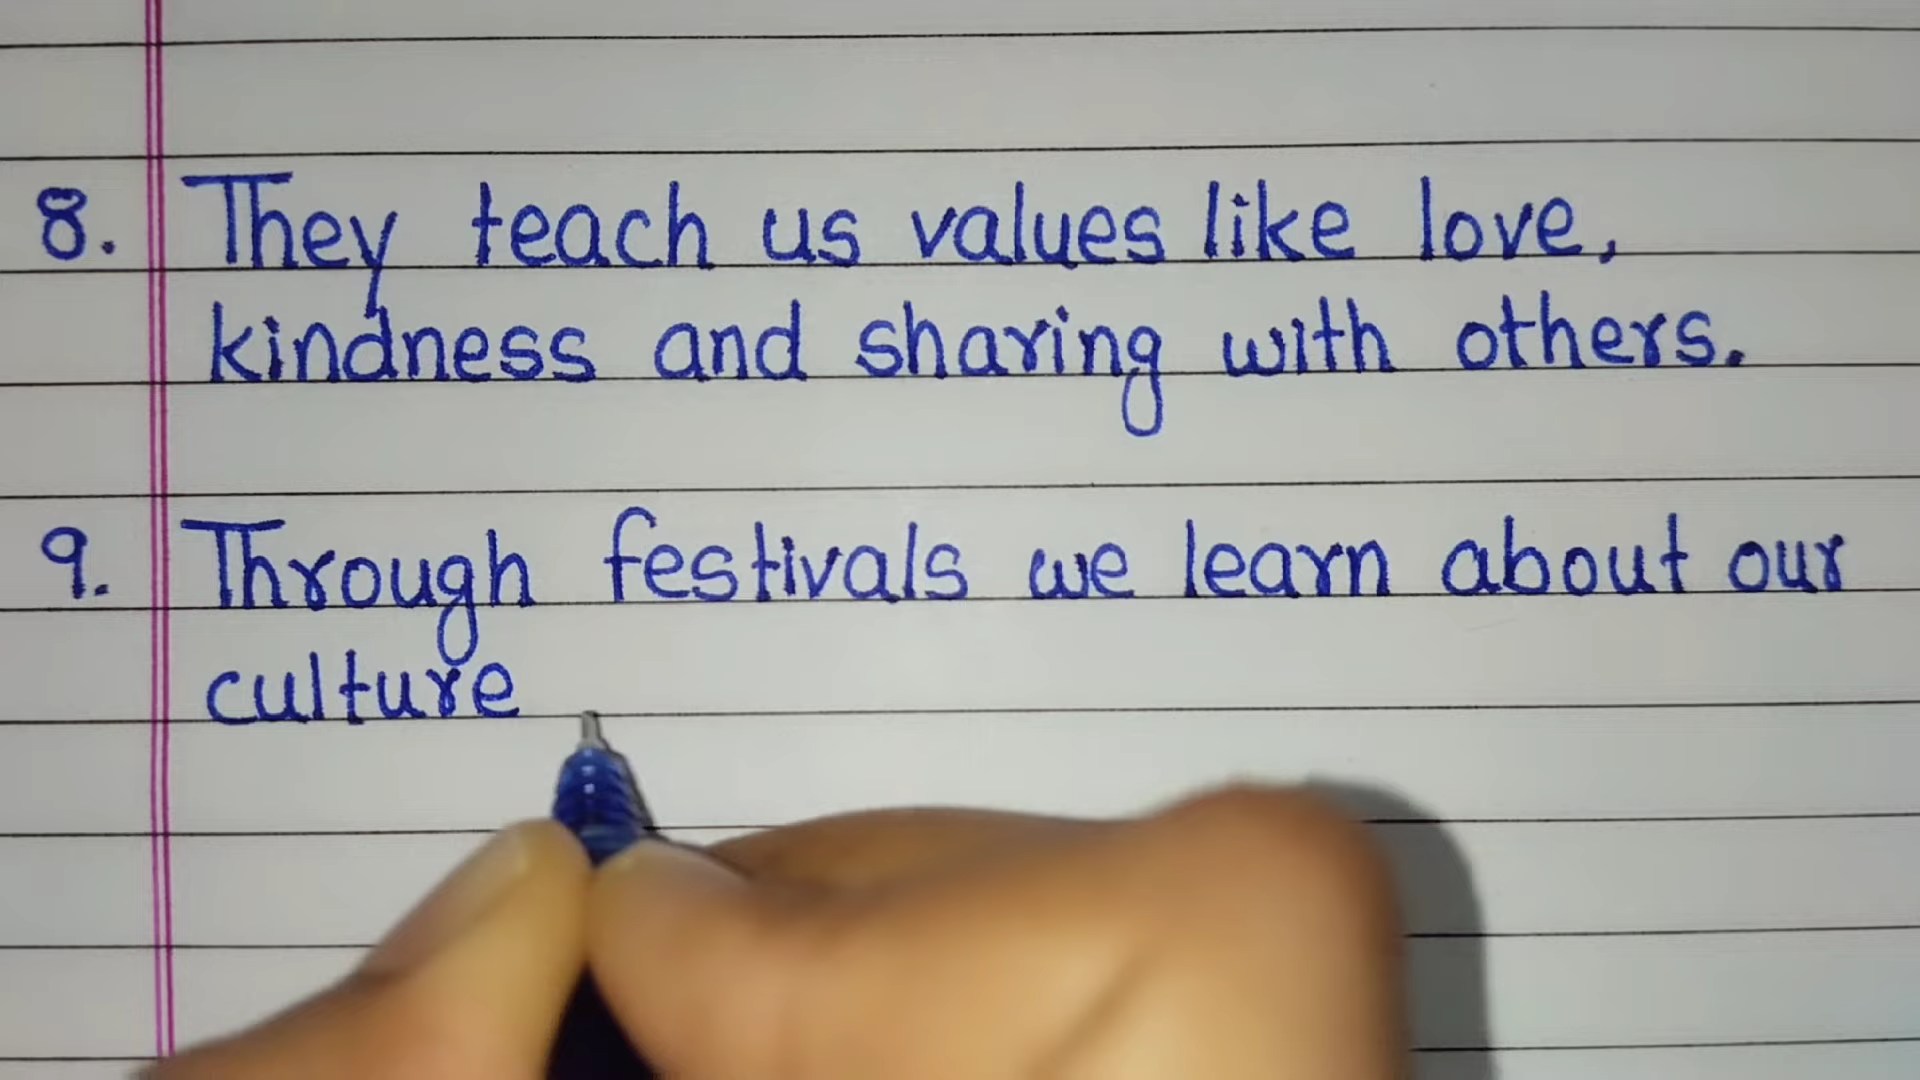 8. They teach us values like love,
kindness and sharing with others.
9. Through festivals we learn about our
culture